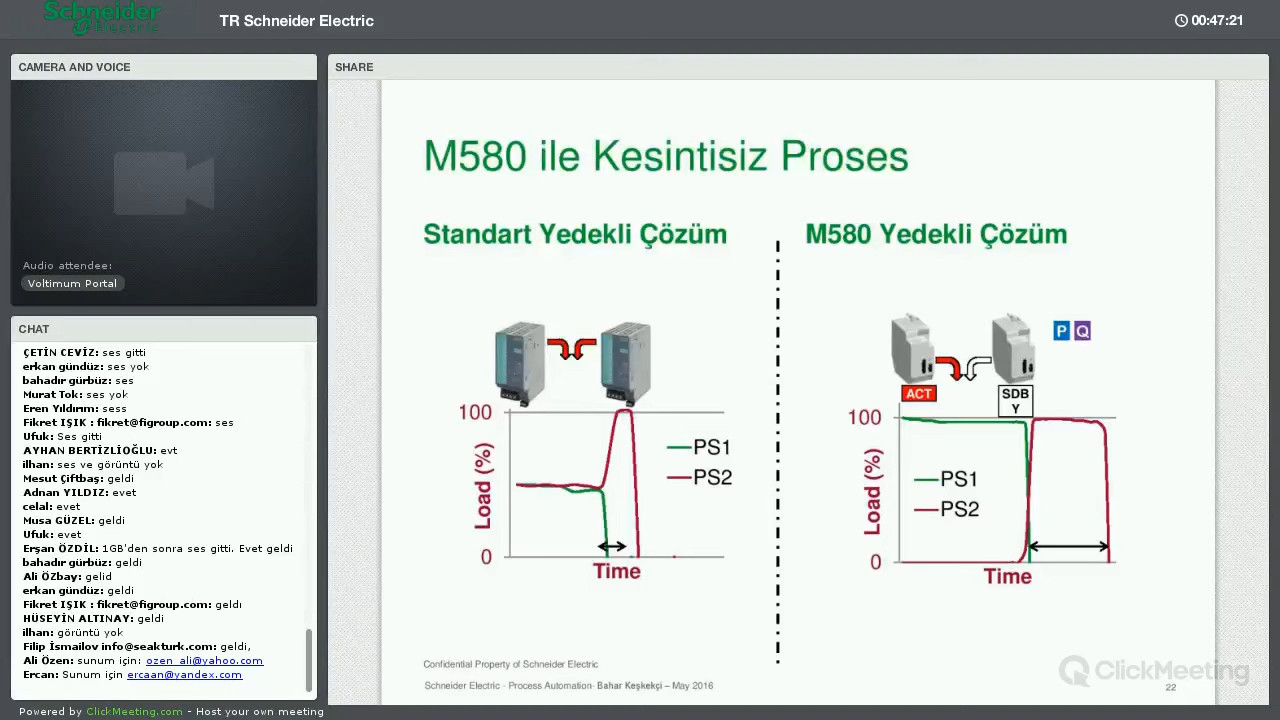 Schneider
Electric
TR Schneider Electric
00:47:21
CAMERA AND VOICE
Audio attendee:
Voltimum Portal
CHAT
ÇETİN CEVİZ: ses gitti
erkan gündüz: ses yok
bahadır gürbüz: ses
Murat Tok: ses yok
Eren Yıldırım: sess
Fikret IŞIK : fikret@figroup.com: ses
Ufuk: Ses gitti
AYHAN BERTİZLİOĞLU: evt
ilhan: ses ve görüntü yok
Mesut Çiftbaş: geldi
Adnan YILDIZ: evet
celal: evet
Musa GÜZEL: geldi
Ufuk: evet
Erşan ÖZDİL: 1GB'den sonra ses gitti. Evet geldi
bahadır gürbüz: geldi
Ali ÖZbay: gelid
erkan gündüz: geldi
Fikret IŞIK : fikret@figroup.com: geldı
HÜSEYİN ALTINAY: geldi
ilhan: görüntü yok
Filip İsmailov info@seakturk.com: geldi,
Ali Özen: sunum için: ozen_ali@yahoo.com
Ercan: Sunum için ercaan@yandex.com
Powered by ClickMeeting.com - Host your own meeting
SHARE
M580 ile Kesintisiz Proses
Standart Yedekli Çözüm
100
Load (%)
0
Time
PS1
PS2
M580 Yedekli Çözüm
P Q
ACT
SDB
Y
100
Load (%)
0
Time
PS1
PS2
Confidential Property of Schneider Electric
Schneider Electric - Process Automation- Bahar Keşkekçi – May 2016
ClickMeeting
22